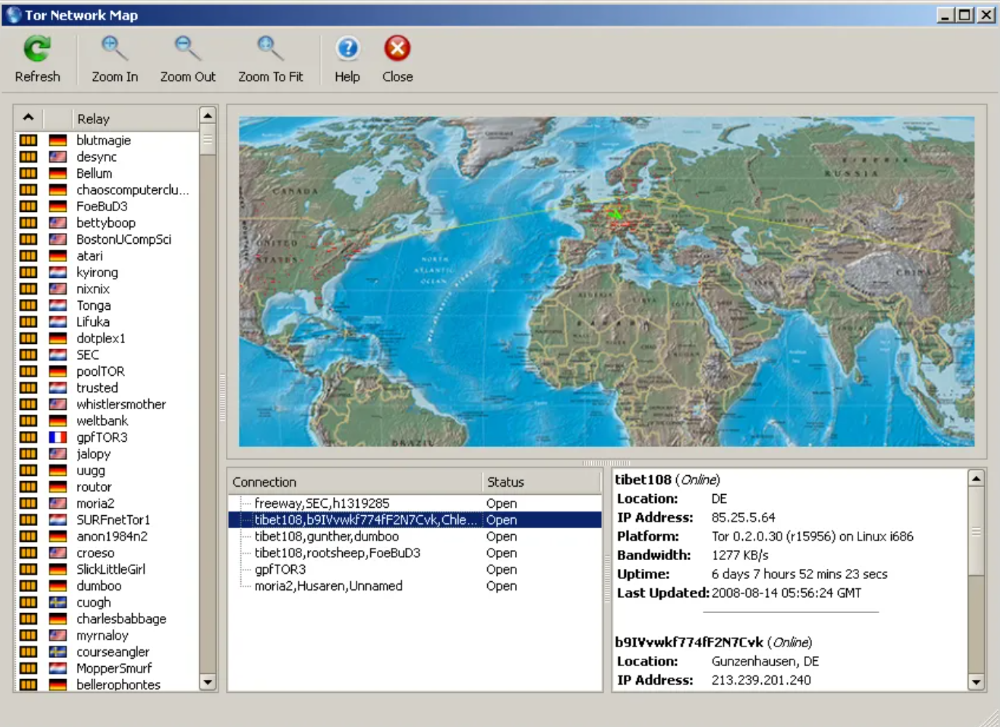 Tor Network Map
Refresh Zoom In Zoom Out Zoom To Fit Help Close
Relay
blutmagie
desync
Bellum
chaoscomputerclu...
FoeBuD3
bettyboop
BostonUCompSci
atari
kyirong
nixnix
Tonga
Lifuka
dotplex1
SEC
poolTOR
trusted
whistlersmother
weltbank
gpfTOR3
jalopy
uugg
routor
moria2
SURFnetTor1
anon1984n2
croeso
SlickLittleGirl
dumboo
cuogh
charlesbabbage
myrnaloy
courseangler
MopperSmurf
bellerophontes
CANADA
UNITED
STATES
NORTH
ATLANTIC
OCEAN
SIBERIA
RUSSIA
CHINA
INDIA
ALGERIA
LIBYA
EGYPT
BRAZIL
Connection Status
freeway,SEC,h1319285 Open
tibet108,b9IVvwkf774fF2N7Cvk,Chle... Open
tibet108,gunther,dumboo Open
tibet108,rootsheep,FoeBuD3 Open
gpfTOR3 Open
moria2,Husaren,Unnamed Open
tibet108 (Online)
Location: DE
IP Address: 85.25.5.64
Platform: Tor 0.2.0.30 (r15956) on Linux i686
Bandwidth: 1277 KB/s
Uptime: 6 days 7 hours 52 mins 23 secs
Last Updated: 2008-08-14 05:56:24 GMT
b9IVvwkf774fF2N7Cvk (Online)
Location: Gunzenhausen, DE
IP Address: 213.239.201.240